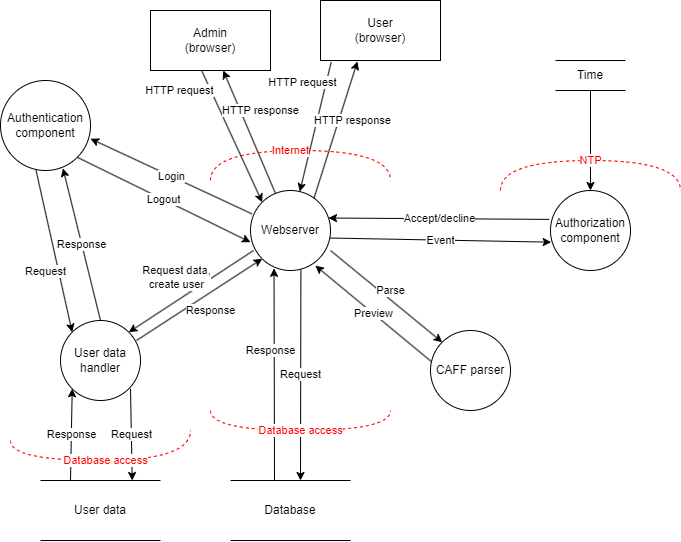 Admin
(browser)
User
(browser)
Time
HTTP request
HTTP request
HTTP response
HTTP response
Authentication
component
Internet
NTP
Login
Logout
Webserver
Accept/decline
Event
Authorization
component
Response
Request
Request data,
create user
Response
Parse
Preview
User data
handler
Response
Request
CAFF parser
Response
Request
Database access
Database access
User data
Database